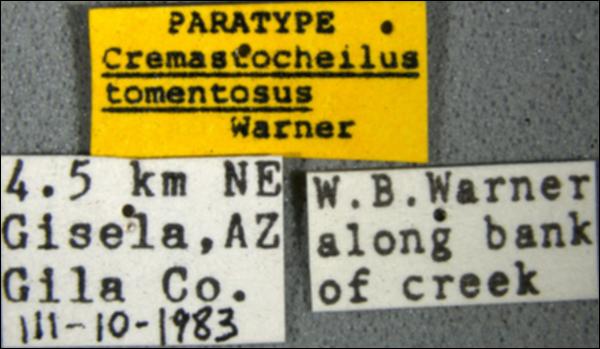 PARATYPE
Cremastocheilus
tomentosus
Warner
4.5 km NE
Gisela,AZ
Gila Co.
III-10-1983
W.B.Warner
along bank
of creek